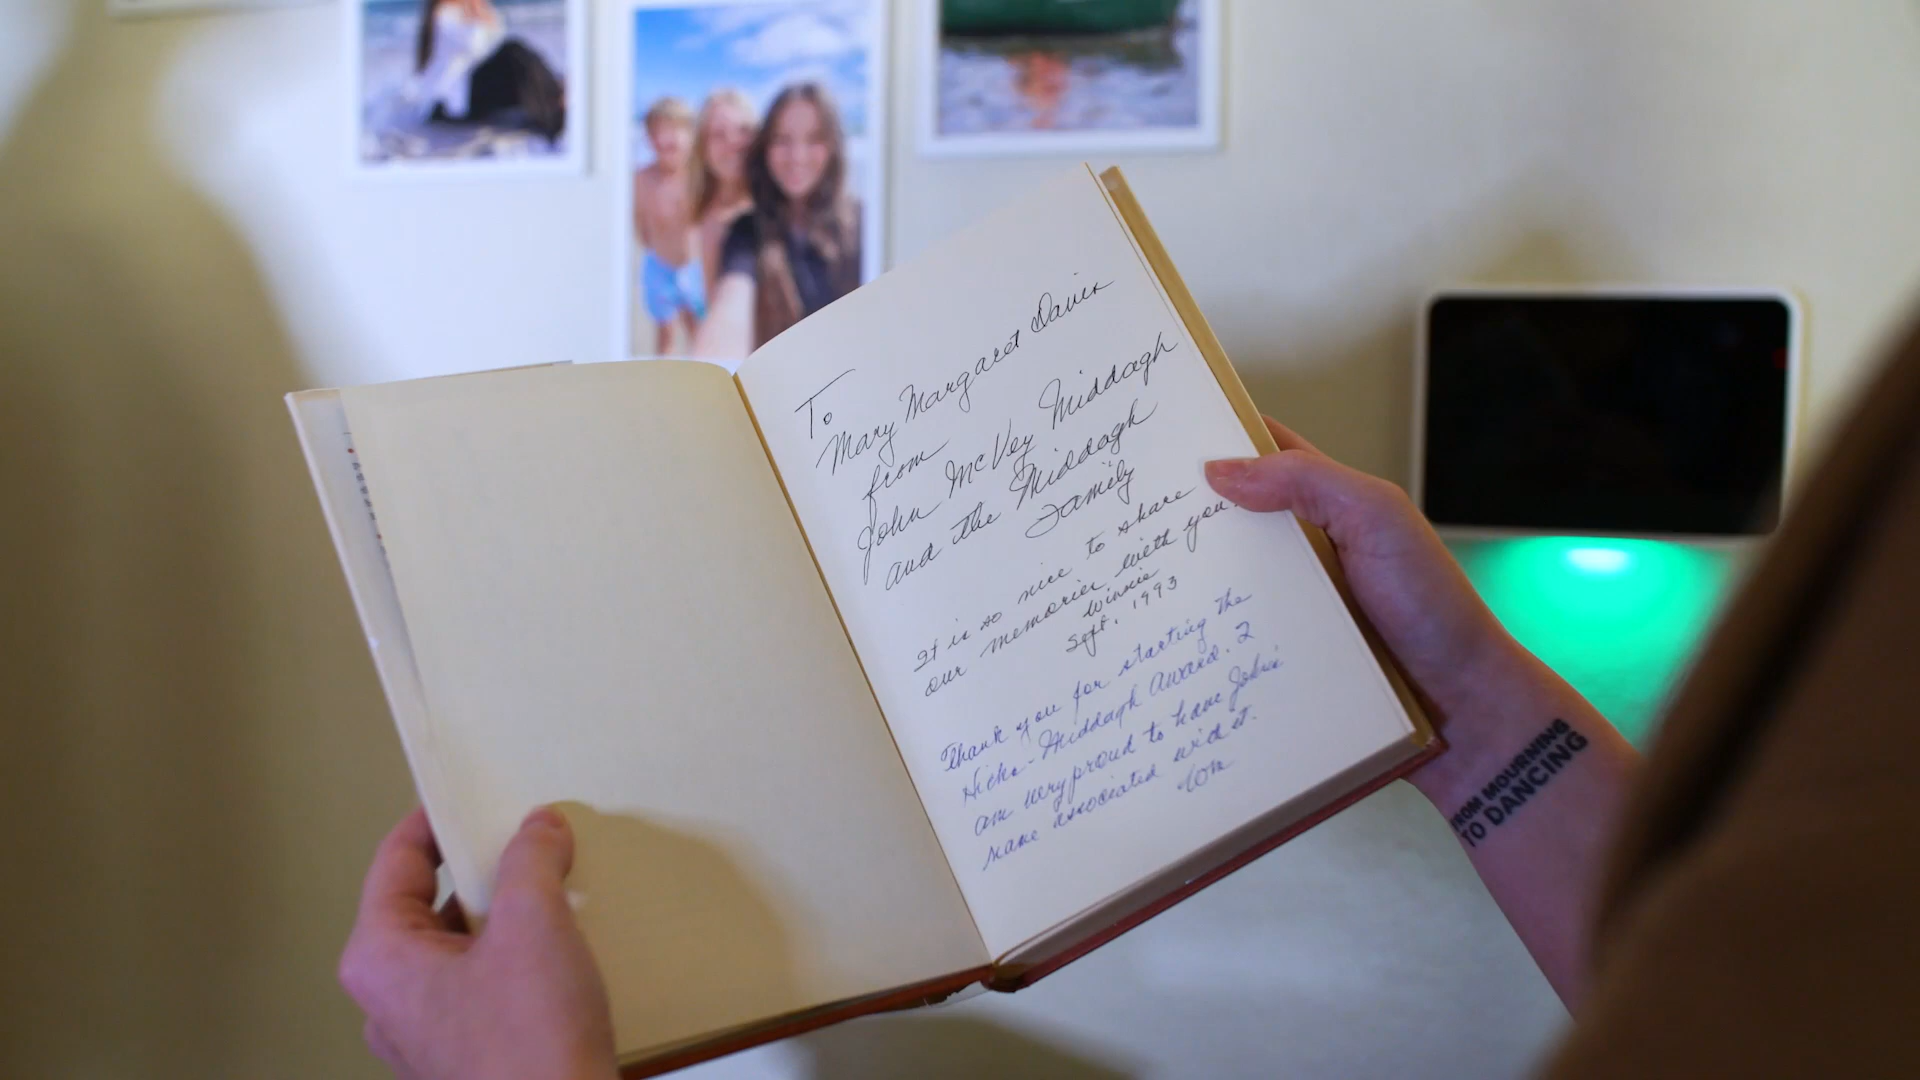 To
Mary Margaret Davis
from
John McVey Middagh
and the Middagh
Family
It is so nice to share
our memories with you.
Winnie
Sept. 1993
Thank you for starting the
Hicks-Middagh Award. I
am very proud to have John's
name associated with it.
Tom
FROM MOURNING
TO DANCING